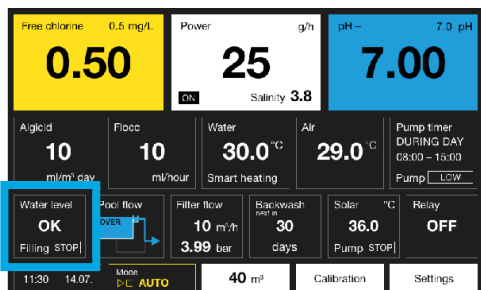 Free chlorine 0.5 mg/L Power g/h pH – 7.0 pH
0.50 25 7.00
ON Salinity 3.8
Algicid Flocc Water Air Pump timer
DURING DAY
10 10 30.0 °C 29.0 °C 08:00 – 15:00
ml/m³ day ml/hour Smart heating Pump LOW
Water level Pool flow Filter flow Backwash next in Solar °C Relay
OK OVER 10 m³/h 30 36.0 OFF
Filling STOP 3.99 bar days Pump STOP
11:30 14.07. Mode AUTO 40 m³ Calibration Settings